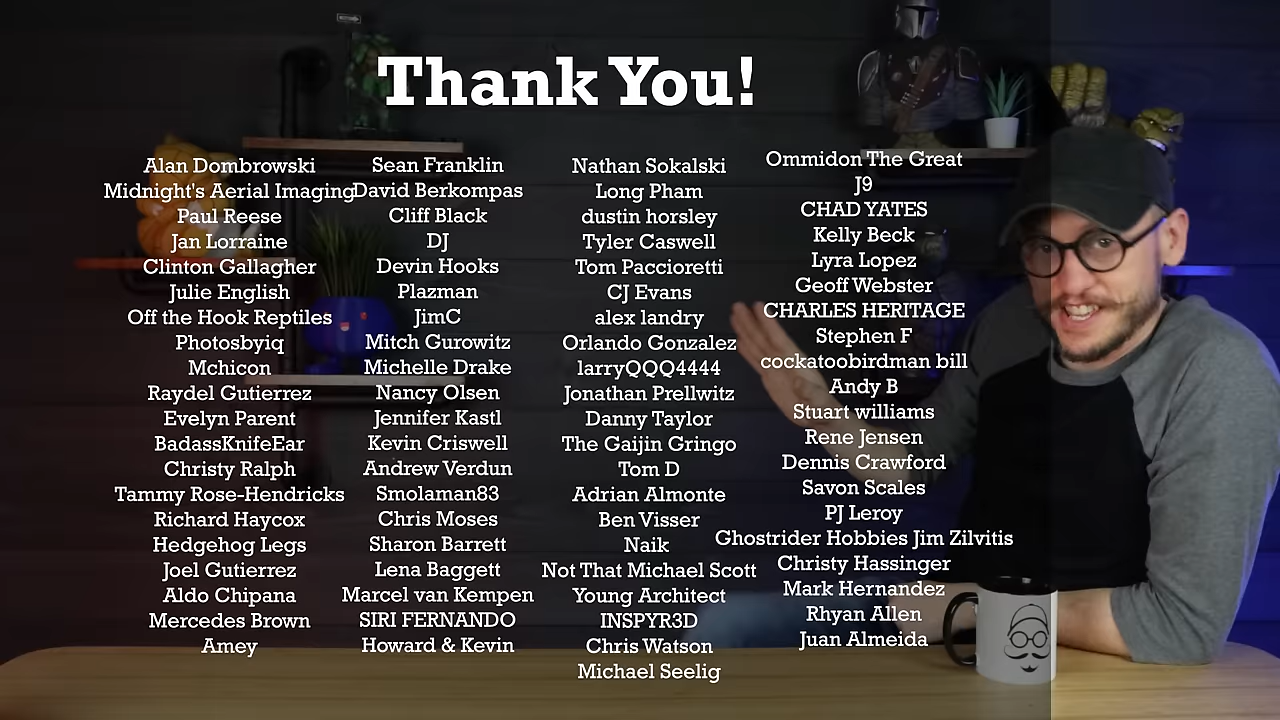 Thank You!
Alan Dombrowski
Midnight's Aerial Imaging
Paul Reese
Jan Lorraine
Clinton Gallagher
Julie English
Off the Hook Reptiles
Photosbyiq
Mchicon
Raydel Gutierrez
Evelyn Parent
BadassKnifeEar
Christy Ralph
Tammy Rose-Hendricks
Richard Haycox
Hedgehog Legs
Joel Gutierrez
Aldo Chipana
Mercedes Brown
Amey
Sean Franklin
David Berkompas
Cliff Black
DJ
Devin Hooks
Plazman
JimC
Mitch Gurowitz
Michelle Drake
Nancy Olsen
Jennifer Kastl
Kevin Criswell
Andrew Verdun
Smolaman83
Chris Moses
Sharon Barrett
Lena Baggett
Marcel van Kempen
SIRI FERNANDO
Howard & Kevin
Nathan Sokalski
Long Pham
dustin horsley
Tyler Caswell
Tom Paccioretti
CJ Evans
alex landry
Orlando Gonzalez
larryQQQ4444
Jonathan Prellwitz
Danny Taylor
The Gaijin Gringo
Tom D
Adrian Almonte
Ben Visser
Naik
Not That Michael Scott
Young Architect
INSPYR3D
Chris Watson
Michael Seelig
Ommidon The Great
J9
CHAD YATES
Kelly Beck
Lyra Lopez
Geoff Webster
CHARLES HERITAGE
Stephen F
cockatoobirdman bill
Andy B
Stuart williams
Rene Jensen
Dennis Crawford
Savon Scales
PJ Leroy
Ghostrider Hobbies Jim Zilvitis
Christy Hassinger
Mark Hernandez
Rhyan Allen
Juan Almeida